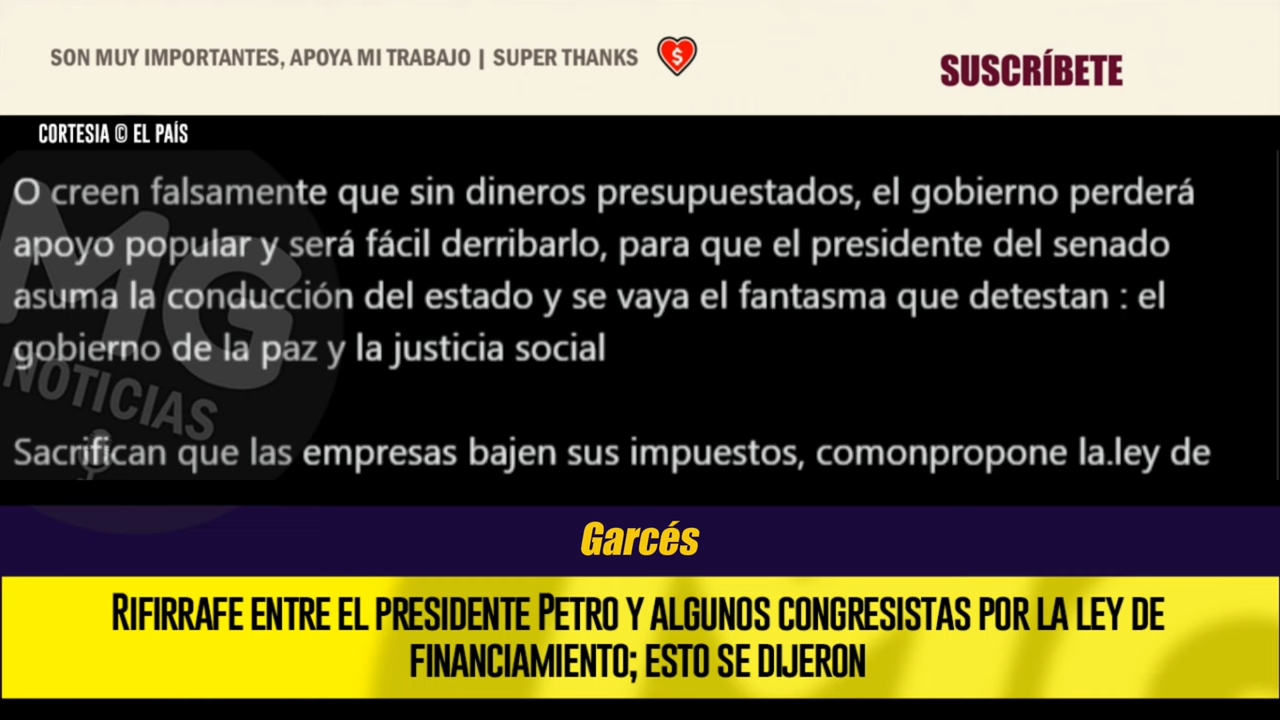 SON MUY IMPORTANTES, APOYA MI TRABAJO | SUPER THANKS $
SUSCRÍBETE
CORTESIA © EL PAÍS
O creen falsamente que sin dineros presupuestados, el gobierno perderá
apoyo popular y será fácil derribarlo, para que el presidente del senado
asuma la conducción del estado y se vaya el fantasma que detestan : el
gobierno de la paz y la justicia social
MG
NOTICIAS
Sacrifican que las empresas bajen sus impuestos, comonpropone la.ley de
Garcés
RIFIRRAFE ENTRE EL PRESIDENTE PETRO Y ALGUNOS CONGRESISTAS POR LA LEY DE
FINANCIAMIENTO; ESTO SE DIJERON